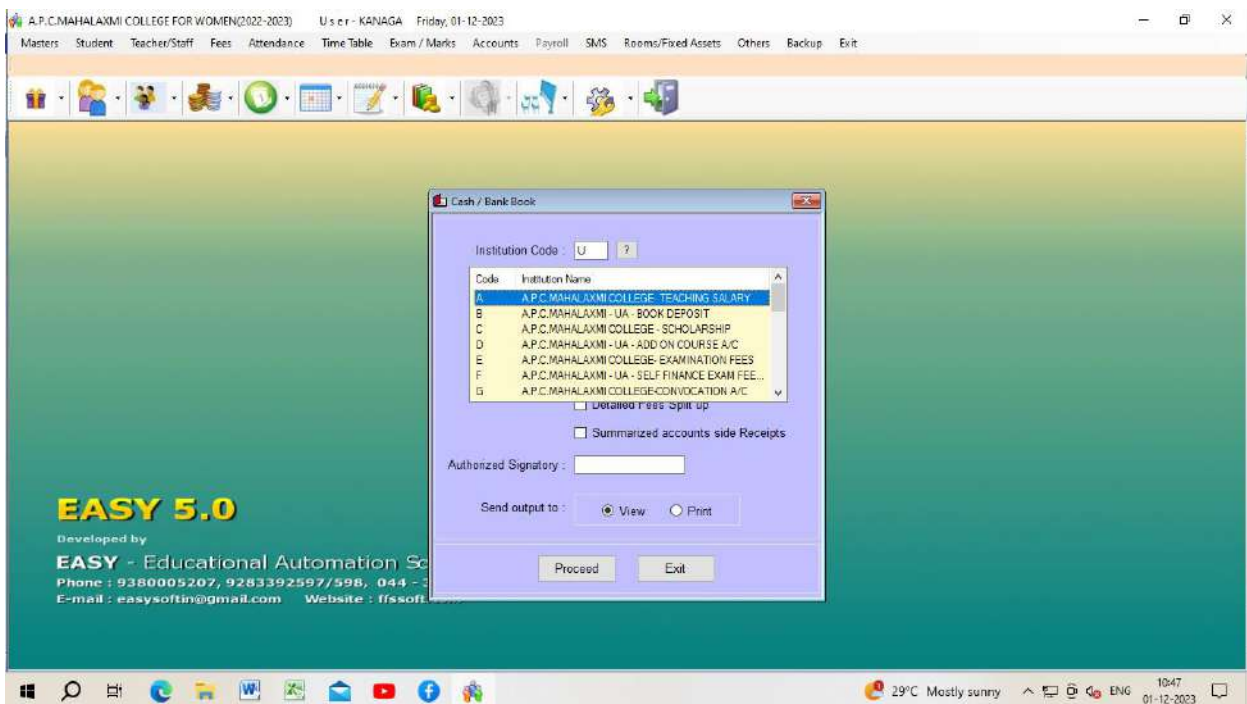 A.P.C.MAHALAXMI COLLEGE FOR WOMEN(2022-2023) User- KANAGA Friday, 01-12-2023
Masters Student Teacher/Staff Fees Attendance Time Table Exam / Marks Accounts Payroll SMS Rooms/Fixed Assets Others Backup Exit
Cash / Bank Book
Institution Code : U ?
Code Institution Name
A A.P.C.MAHALAXMI COLLEGE- TEACHING SALARY
B A.P.C.MAHALAXMI - UA - BOOK DEPOSIT
C A.P.C.MAHALAXMI COLLEGE - SCHOLARSHIP
D A.P.C.MAHALAXMI - UA - ADD ON COURSE A/C
E A.P.C.MAHALAXMI COLLEGE- EXAMINATION FEES
F A.P.C.MAHALAXMI - UA - SELF FINANCE EXAM FEE...
G A.P.C.MAHALAXMI COLLEGE-CONVOCATION A/C
Detailed Fees Split up
Summarized accounts side Receipts
Authorized Signatory :
Send output to : View Print
Proceed Exit
EASY 5.0
Developed by
EASY - Educational Automation
Phone : 9380005207, 9283392597/598, 044 -
E-mail : easysoftin@gmail.com Website : ffssoft
29°C Mostly sunny ENG 10:47
01-12-2023